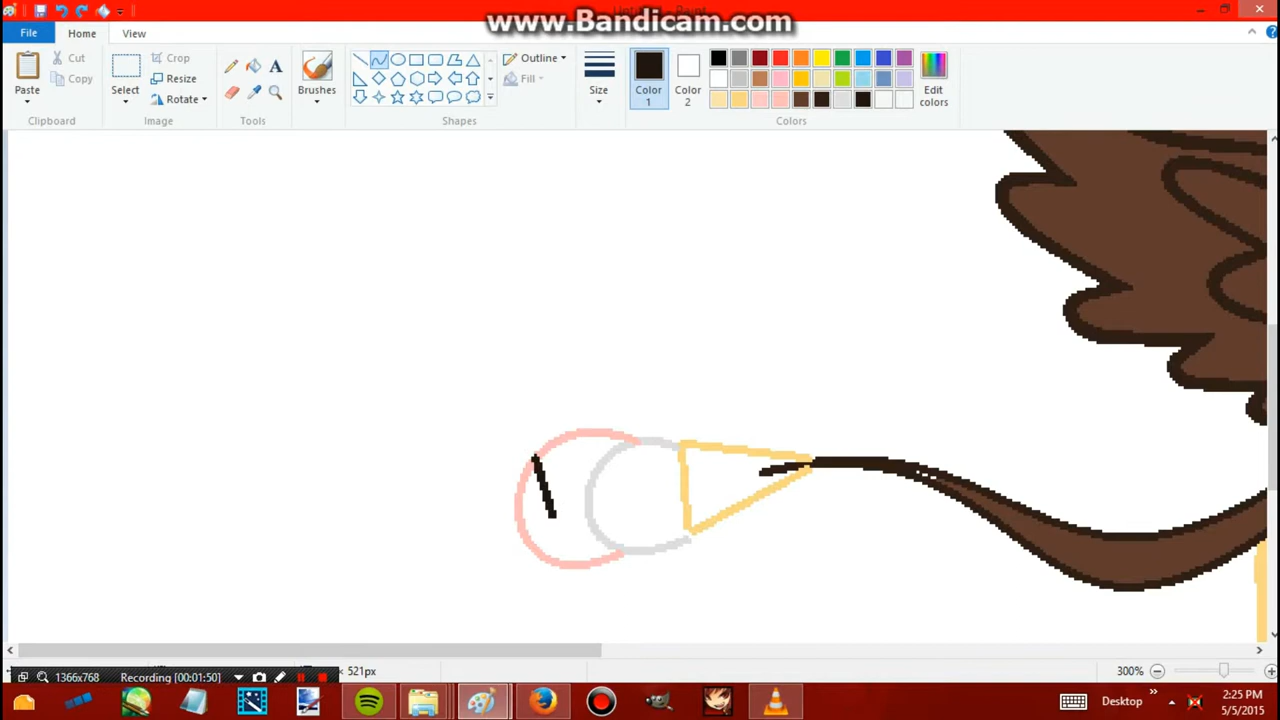 www.Bandicam.com
File
Home
View
Paste
Cut
Copy
Clipboard
Select
Crop
Resize
Rotate
Image
A
Tools
Brushes
Outline
Fill
Shapes
Size
Color 1
Color 2
Edit colors
Colors
521px
300%
1366x768
Recording [00:01:50]
Desktop
2:25 PM
5/5/2015